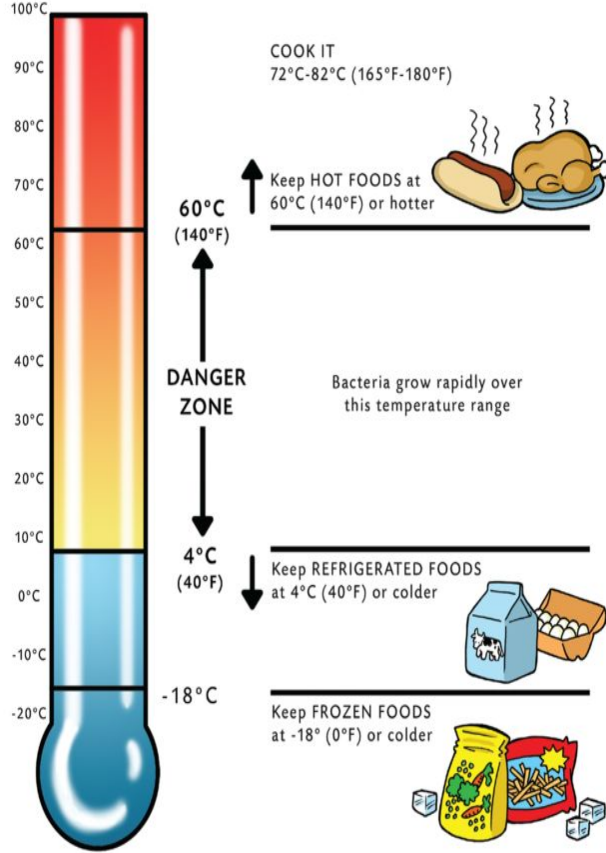 100°C
90°C
80°C
70°C
60°C
50°C
40°C
30°C
20°C
10°C
0°C
-10°C
-20°C
60°C
(140°F)
DANGER
ZONE
4°C
(40°F)
-18°C
COOK IT
72°C-82°C (165°F-180°F)
Keep HOT FOODS at
60°C (140°F) or hotter
Bacteria grow rapidly over
this temperature range
Keep REFRIGERATED FOODS
at 4°C (40°F) or colder
Keep FROZEN FOODS
at -18° (0°F) or colder